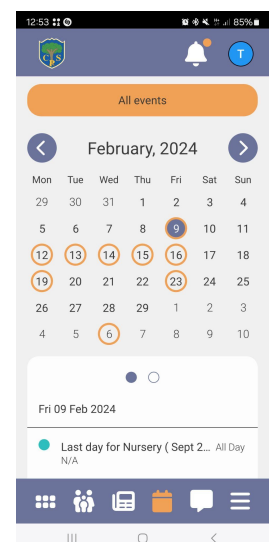 12:53
85%
CPS
T
All events
February, 2024
Mon Tue Wed Thu Fri Sat Sun
29 30 31 1 2 3 4
5 6 7 8 9 10 11
12 13 14 15 16 17 18
19 20 21 22 23 24 25
26 27 28 29 1 2 3
4 5 6 7 8 9 10
Fri 09 Feb 2024
Last day for Nursery ( Sept 2... All Day
N/A